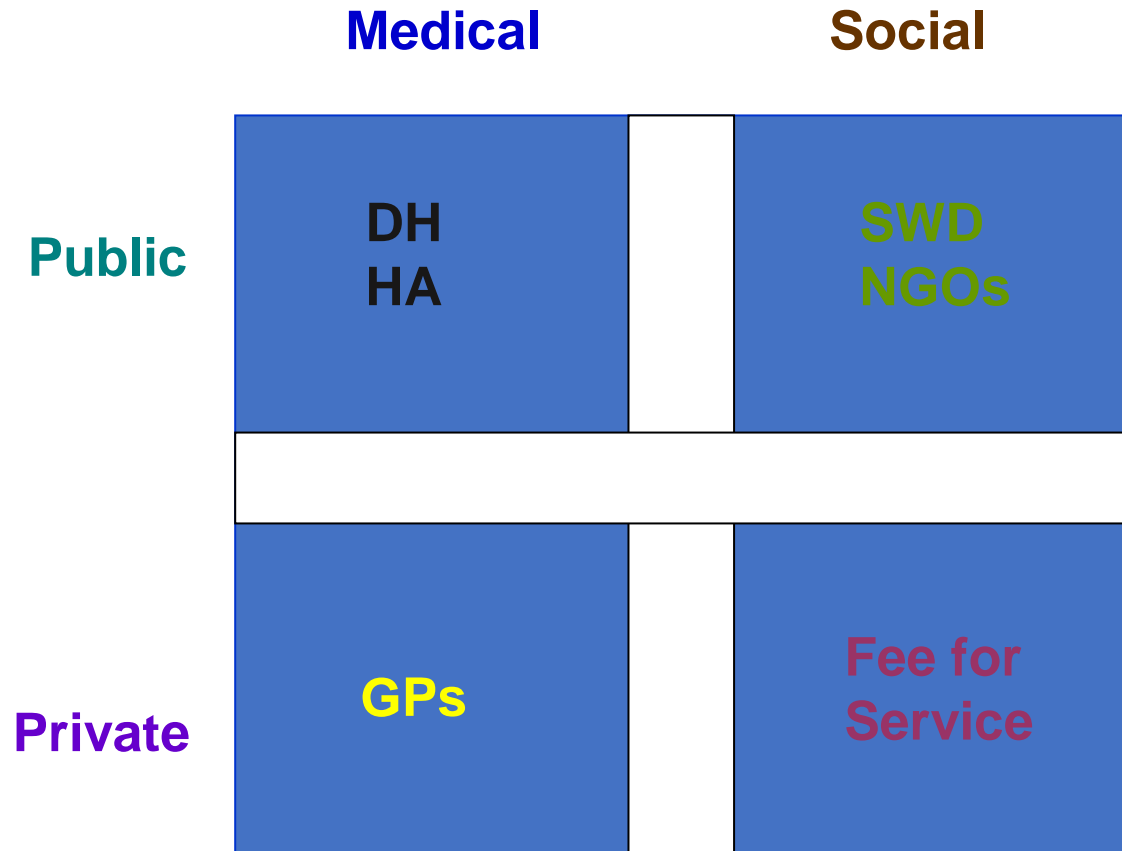 Medical Social
Public
DH
HA
SWD
NGOs
Private
GPs
Fee for
Service